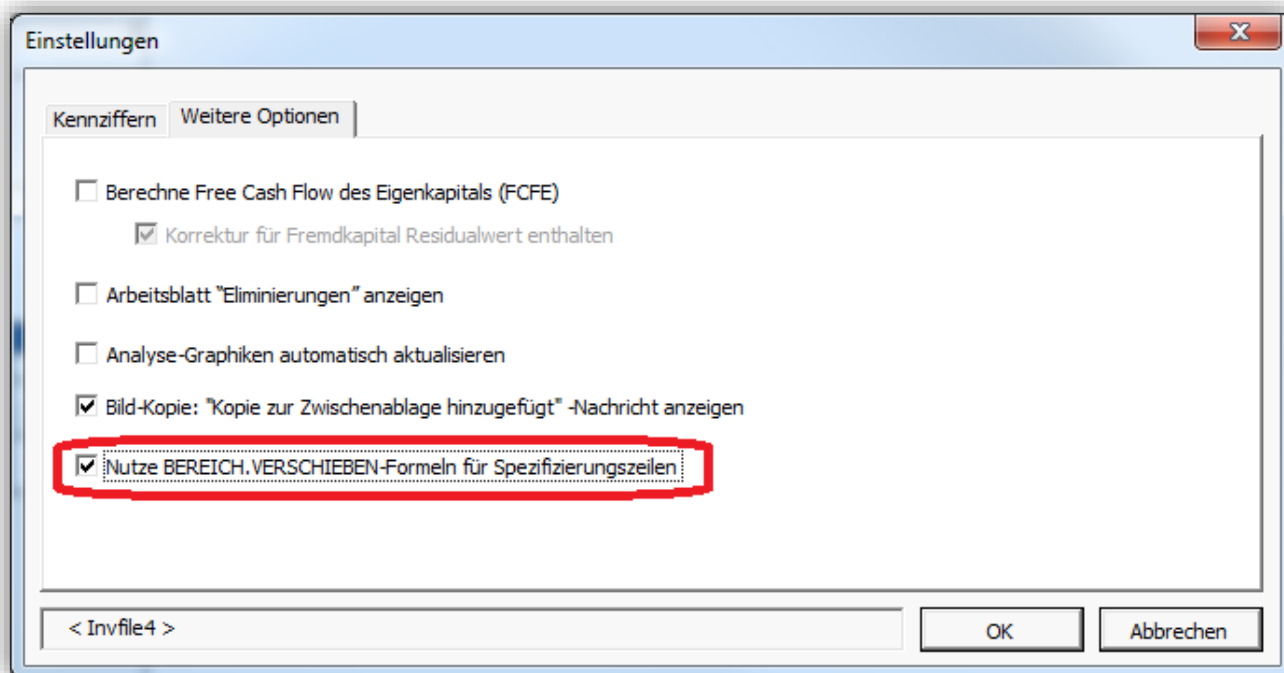 Einstellungen
Kennziffern Weitere Optionen
Berechne Free Cash Flow des Eigenkapitals (FCFE)
Korrektur für Fremdkapital Residualwert enthalten
Arbeitsblatt “Eliminierungen” anzeigen
Analyse-Graphiken automatisch aktualisieren
Bild-Kopie: "Kopie zur Zwischenablage hinzugefügt" -Nachricht anzeigen
Nutze BEREICH.VERSCHIEBEN-Formeln für Spezifizierungszeilen
< Invfile4 > OK Abbrechen